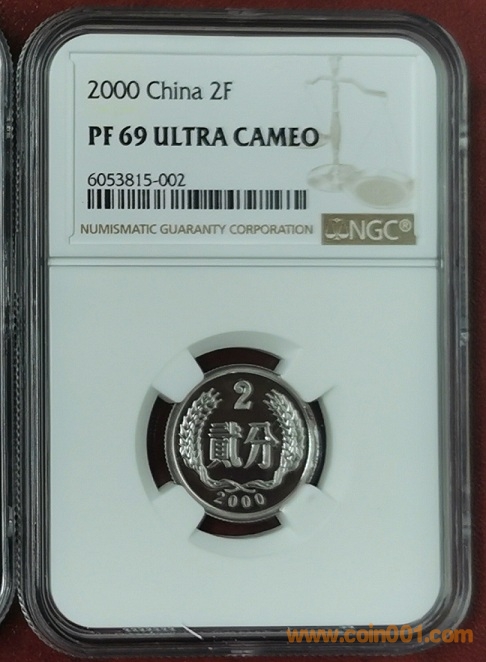 2000 China 2F
PF 69 ULTRA CAMEO
6053815-002
NUMISMATIC GUARANTY CORPORATION
NGC®
2
貳分
2000
www.coin001.com